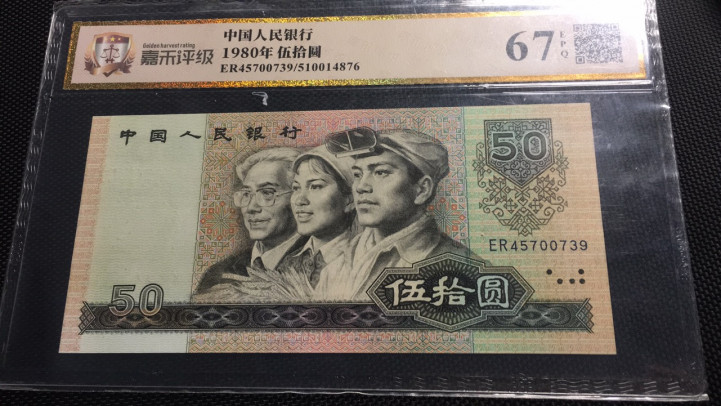 Golden harvest rating
嘉禾评级
中国人民银行
1980年 伍拾圆
ER45700739/510014876
67 EPQ
中国人民银行
50
ER45700739
50
伍拾圆